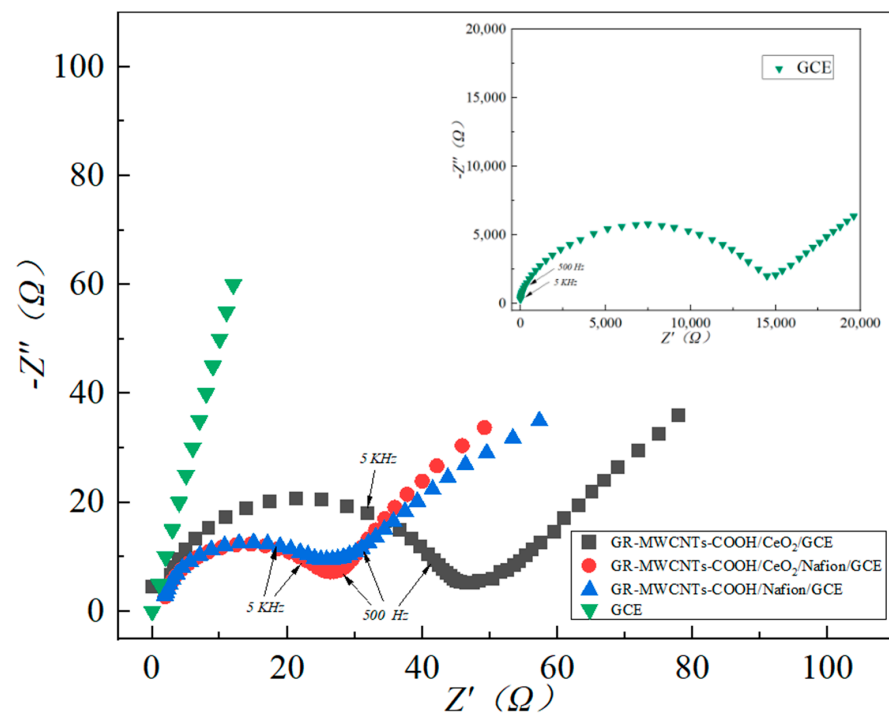 100
80
60
40
20
0
-Z″（Ω）
0
20
40
60
80
100
Z′（Ω）
5 KHz
5 KHz
500 Hz
20,000
15,000
10,000
5,000
0
-Z″（Ω）
0
5,000
10,000
15,000
20,000
Z′（Ω）
GCE
500 Hz
5 KHz
GR-MWCNTs-COOH/CeO₂/GCE
GR-MWCNTs-COOH/CeO₂/Nafion/GCE
GR-MWCNTs-COOH/Nafion/GCE
GCE